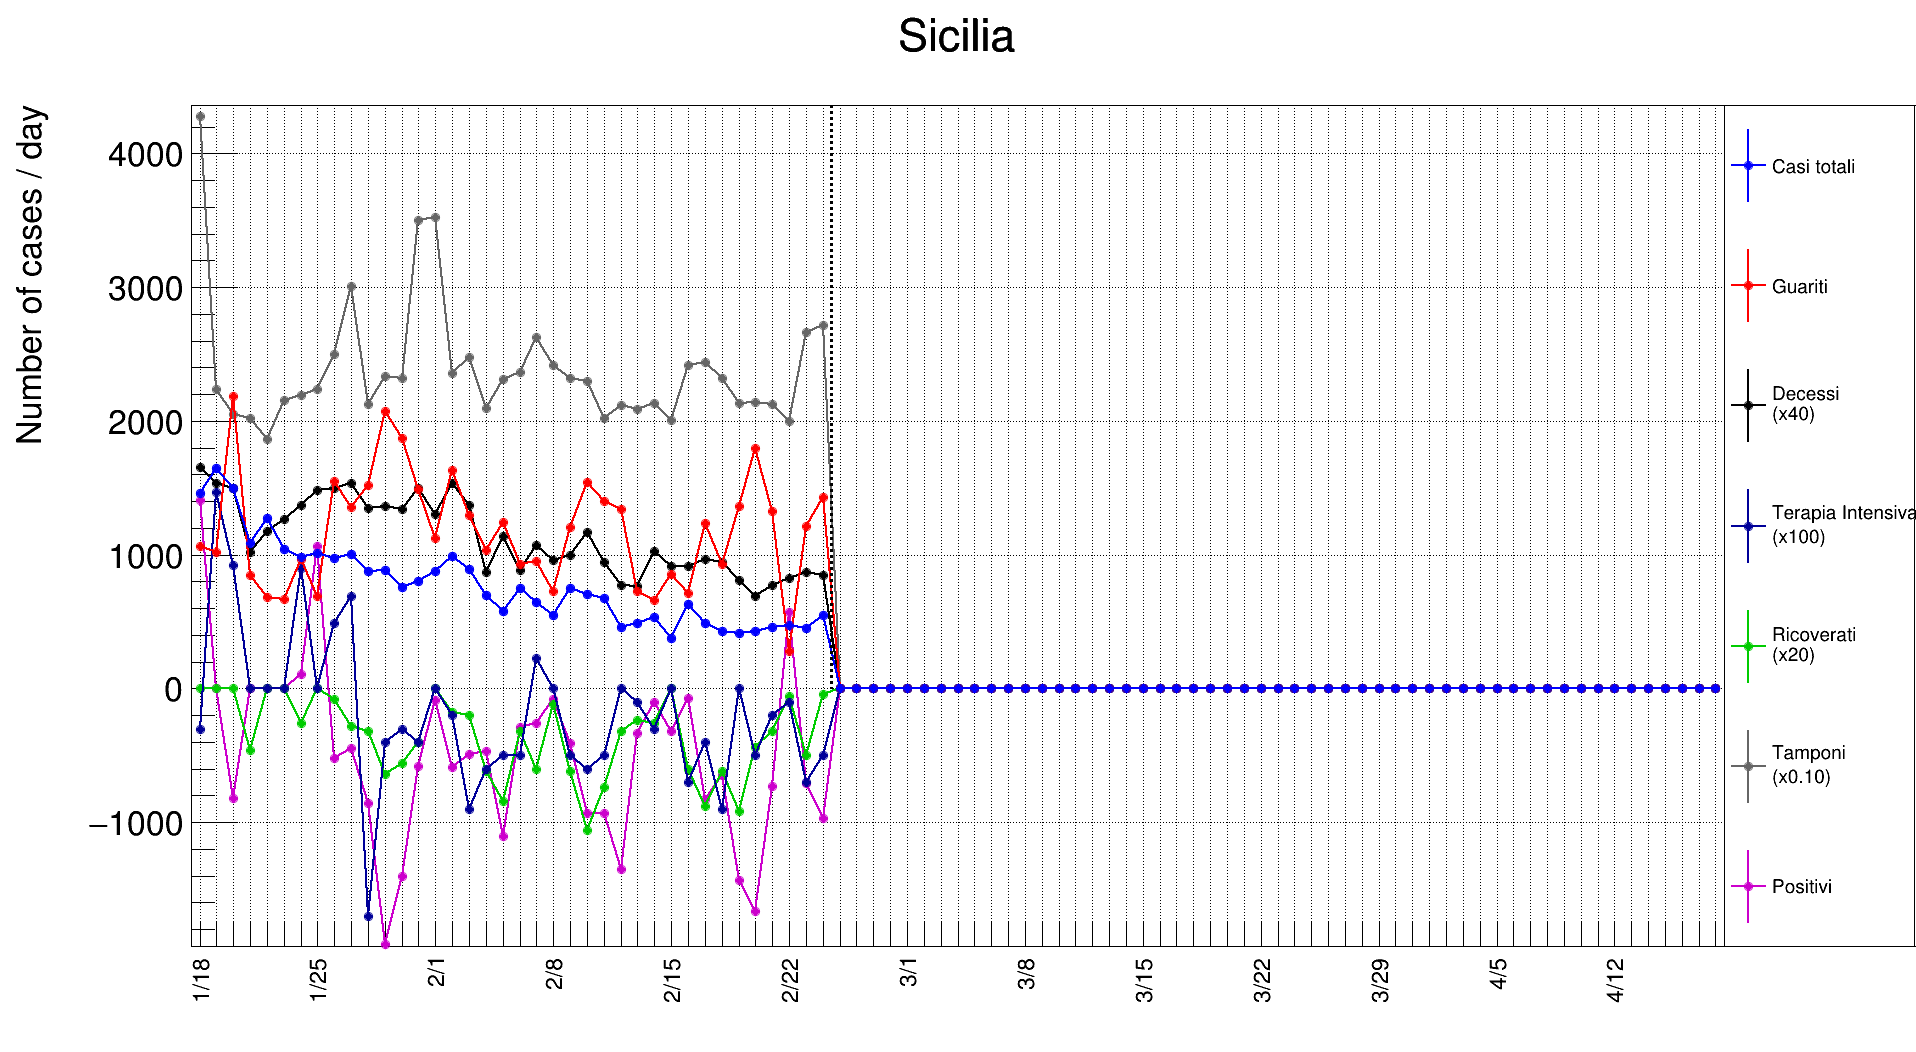 Sicilia
Number of cases / day
4000
3000
2000
1000
0
−1000
1/18
1/25
2/1
2/8
2/15
2/22
3/1
3/8
3/15
3/22
3/29
4/5
4/12
Casi totali
Guariti
Decessi
(x40)
Terapia Intensiva
(x100)
Ricoverati
(x20)
Tamponi
(x0.10)
Positivi